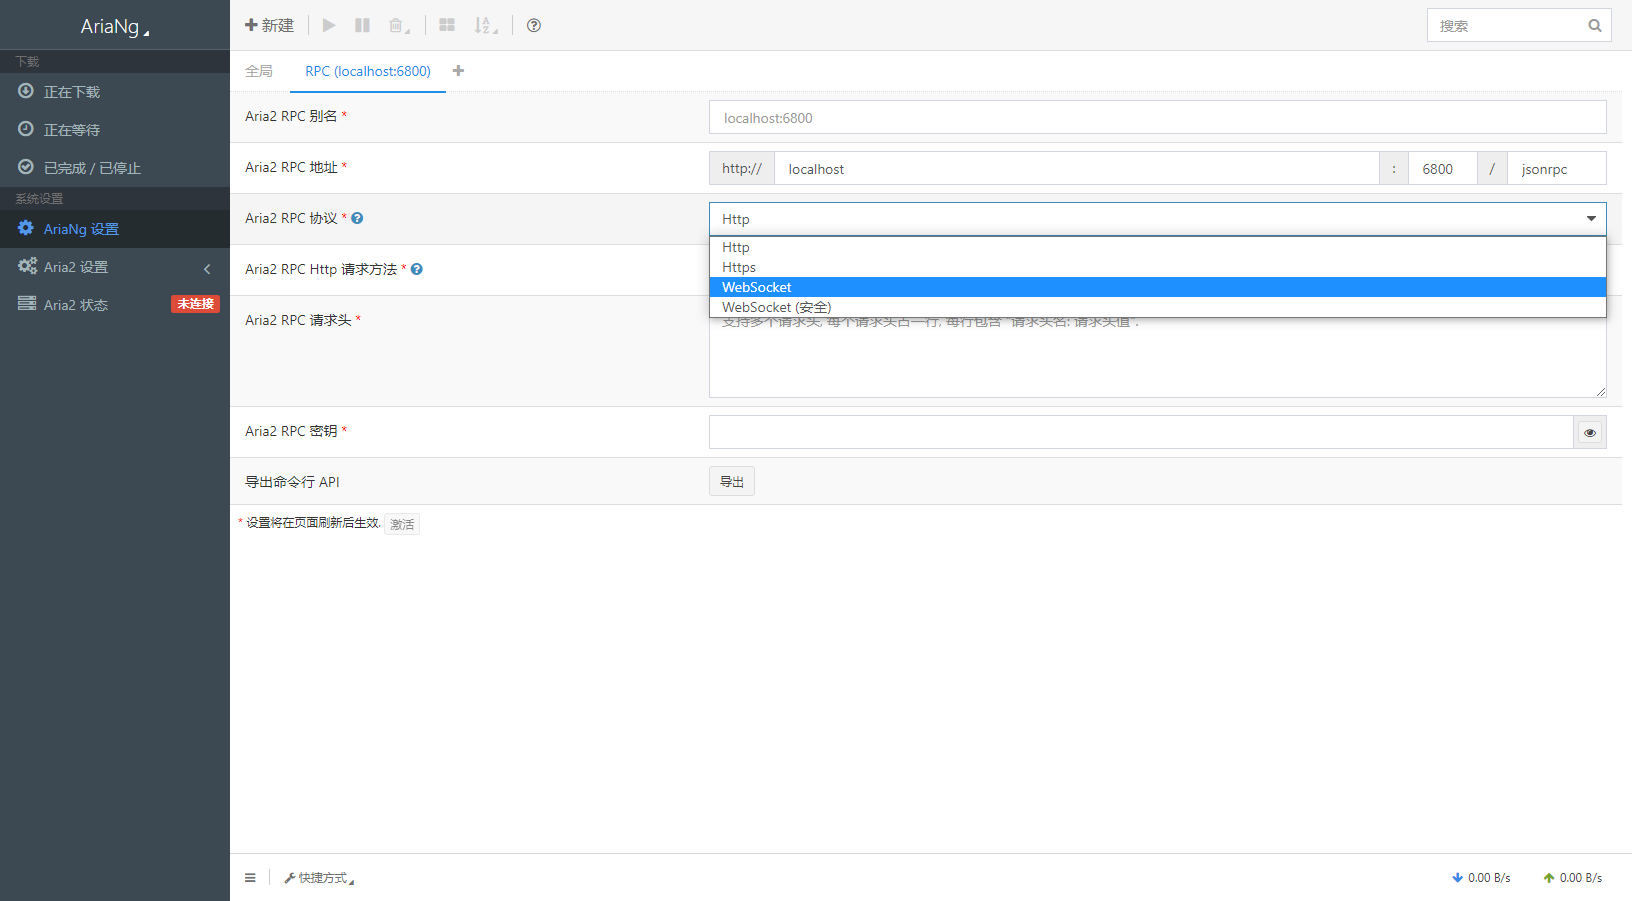 AriaNg
下载
正在下载
正在等待
已完成 / 已停止
系统设置
AriaNg 设置
Aria2 设置
Aria2 状态 未连接
新建
搜索
全局 RPC (localhost:6800)
Aria2 RPC 别名 * localhost:6800
Aria2 RPC 地址 * http:// localhost : 6800 / jsonrpc
Aria2 RPC 协议 * Http
Http
Https
WebSocket
WebSocket (安全)
Aria2 RPC Http 请求方法 *
Aria2 RPC 请求头 * 支持多个请求头, 每个请求头占一行, 每行包含 "请求头名: 请求头值".
Aria2 RPC 密钥 *
导出命令行 API 导出
* 设置将在页面刷新后生效. 激活
快捷方式 0.00 B/s 0.00 B/s